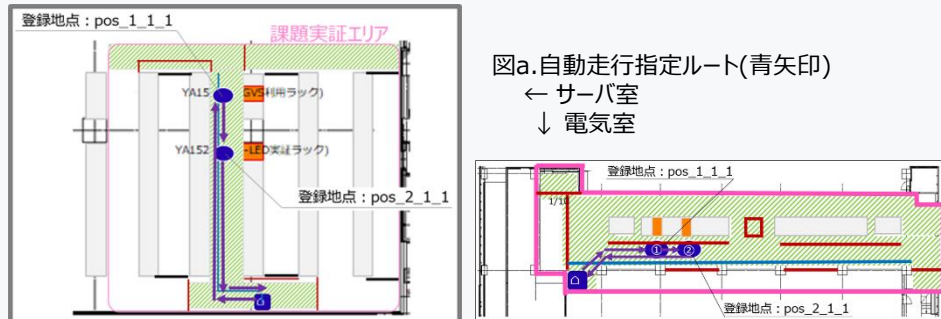 登録地点：pos_1_1_1
課題実証エリア
YA15
GVS利用ラック)
YA152
-LED実証ラック)
登録地点：pos_2_1_1
図a.自動走行指定ルート(青矢印)
← サーバ室
↓ 電気室
登録地点：pos_1_1_1
1/10
① ②
登録地点：pos_2_1_1